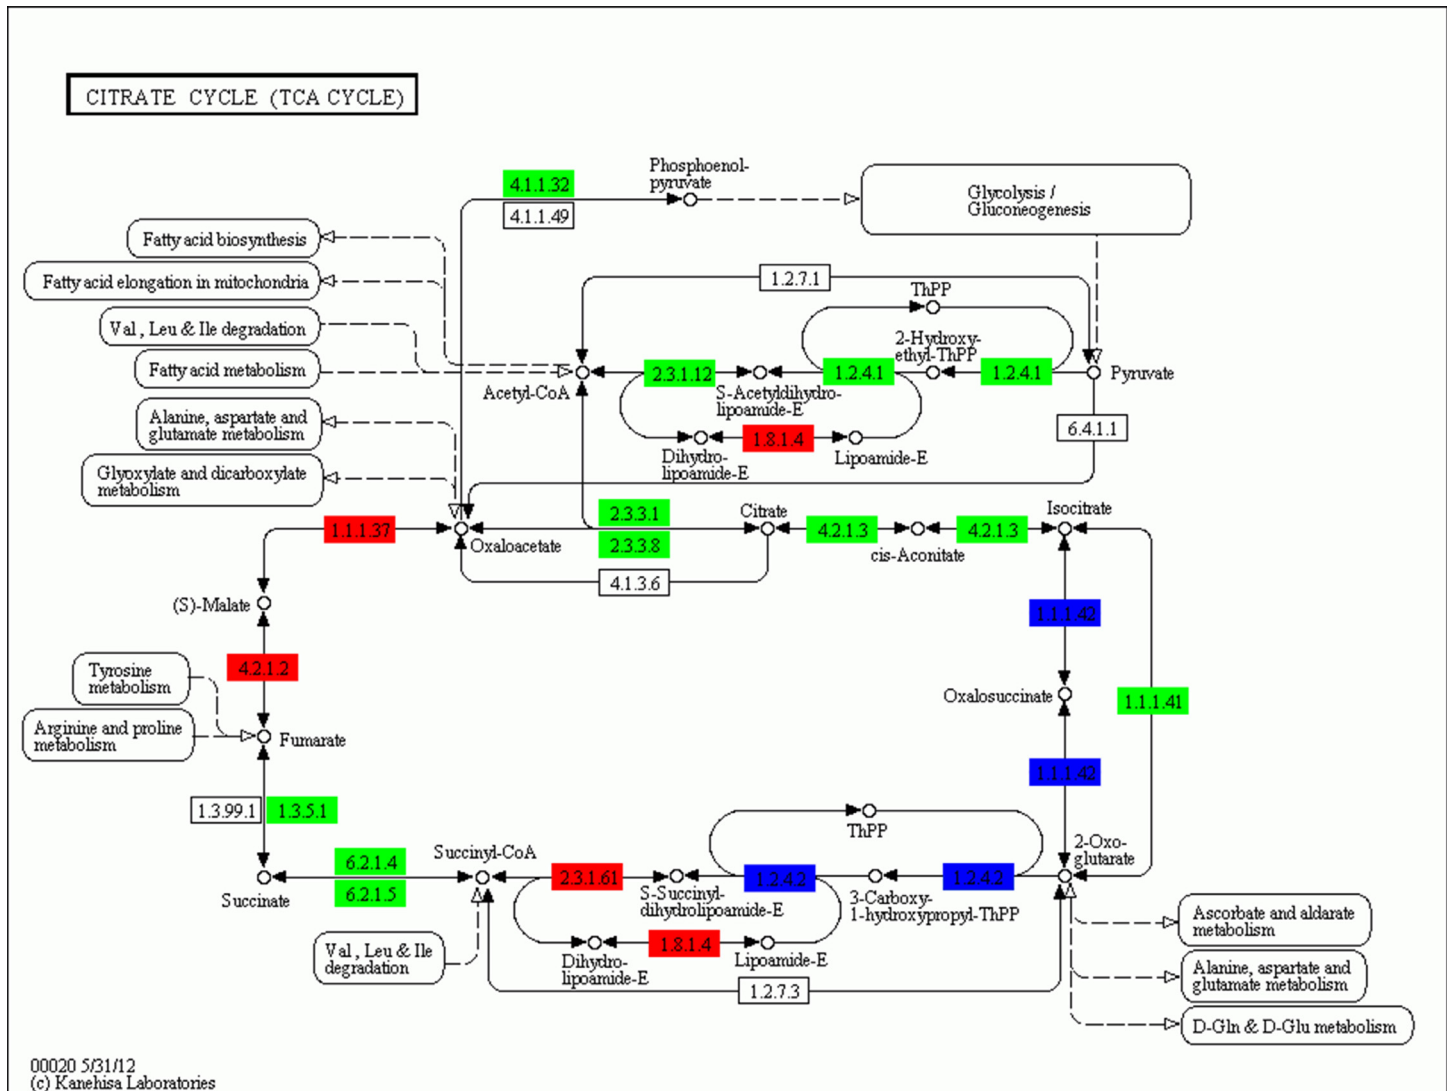 CITRATE CYCLE (TCA CYCLE)
Phosphoenol-
pyruvate
4.1.1.32
4.1.1.49
Glycolysis /
Gluconeogenesis
Fatty acid biosynthesis
Fatty acid elongation in mitochondria
Val , Leu & Ile degradation
Fatty acid metabolism
Alanine, aspartate and
glutamate metabolism
Glyoxylate and dicarboxylate
metabolism
1.2.7.1
ThPP
2-Hydroxy-
ethyl-ThPP
2.3.1.12
1.2.4.1
1.2.4.1
Pyruvate
Acetyl-CoA
S-Acetyldihydro-
lipoamide-E
6.4.1.1
1.8.1.4
Dihydro-
lipoamide-E
Lipoamide-E
1.1.1.37
Oxaloacetate
2.3.3.1
2.3.3.8
4.1.3.6
Citrate
4.2.1.3
cis-Aconitate
4.2.1.3
Isocitrate
(S)-Malate
1.1.1.42
4.2.1.2
Tyrosine
metabolism
Arginine and proline
metabolism
Fumarate
Oxalosuccinate
1.1.1.41
1.1.1.42
1.3.99.1
1.3.5.1
ThPP
6.2.1.4
6.2.1.5
Succinate
Succinyl-CoA
2.3.1.61
S-Succinyl-
dihydrolipoamide-E
1.2.4.2
3-Carboxy-
1-hydroxypropyl-ThPP
1.2.4.2
2-Oxo-
glutarate
Val , Leu & Ile
degradation
1.8.1.4
Dihydro-
lipoamide-E
Lipoamide-E
1.2.7.3
Ascorbate and aldarate
metabolism
Alanine, aspartate and
glutamate metabolism
D-Gln & D-Glu metabolism
00020 5/31/12
(c) Kanehisa Laboratories